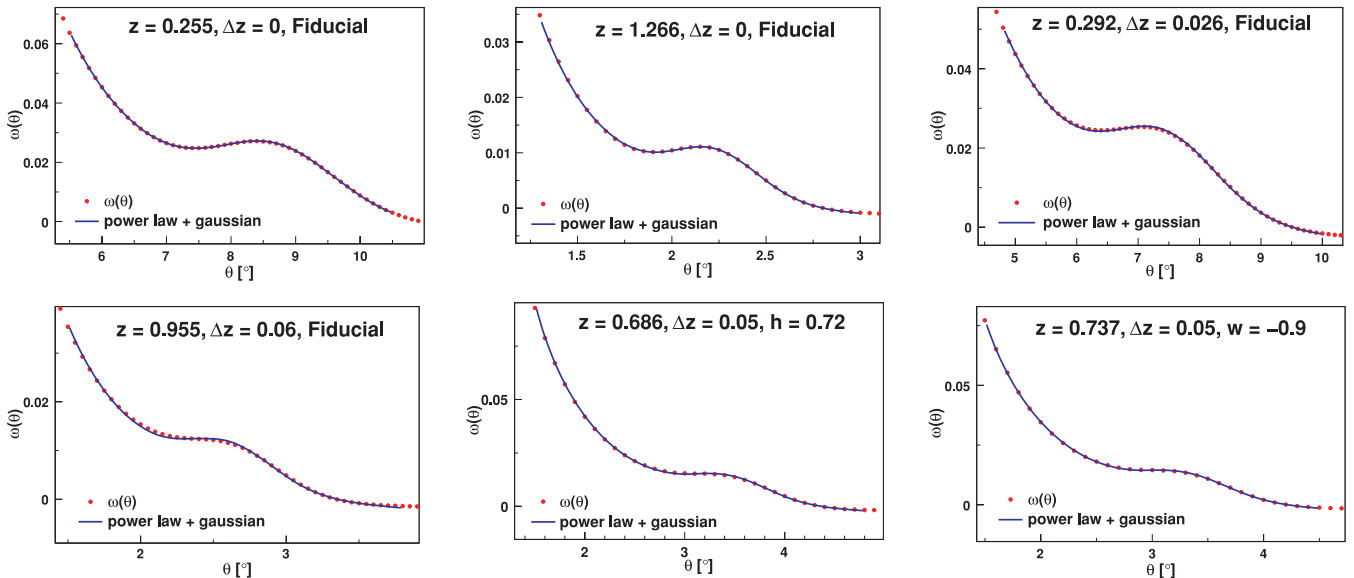 z = 0.255, Δz = 0, Fiducial
ω(θ)
0.06
0.04
0.02
0
ω(θ)
power law + gaussian
6 7 8 9 10
θ [°]
z = 1.266, Δz = 0, Fiducial
ω(θ)
0.03
0.02
0.01
0
ω(θ)
power law + gaussian
1.5 2 2.5 3
θ [°]
z = 0.292, Δz = 0.026, Fiducial
ω(θ)
0.04
0.02
0
ω(θ)
power law + gaussian
5 6 7 8 9 10
θ [°]
z = 0.955, Δz = 0.06, Fiducial
ω(θ)
0.02
0
ω(θ)
power law + gaussian
2 3
θ [°]
z = 0.686, Δz = 0.05, h = 0.72
ω(θ)
0.05
0
ω(θ)
power law + gaussian
2 3 4
θ [°]
z = 0.737, Δz = 0.05, w = −0.9
ω(θ)
0.05
0
ω(θ)
power law + gaussian
2 3 4
θ [°]